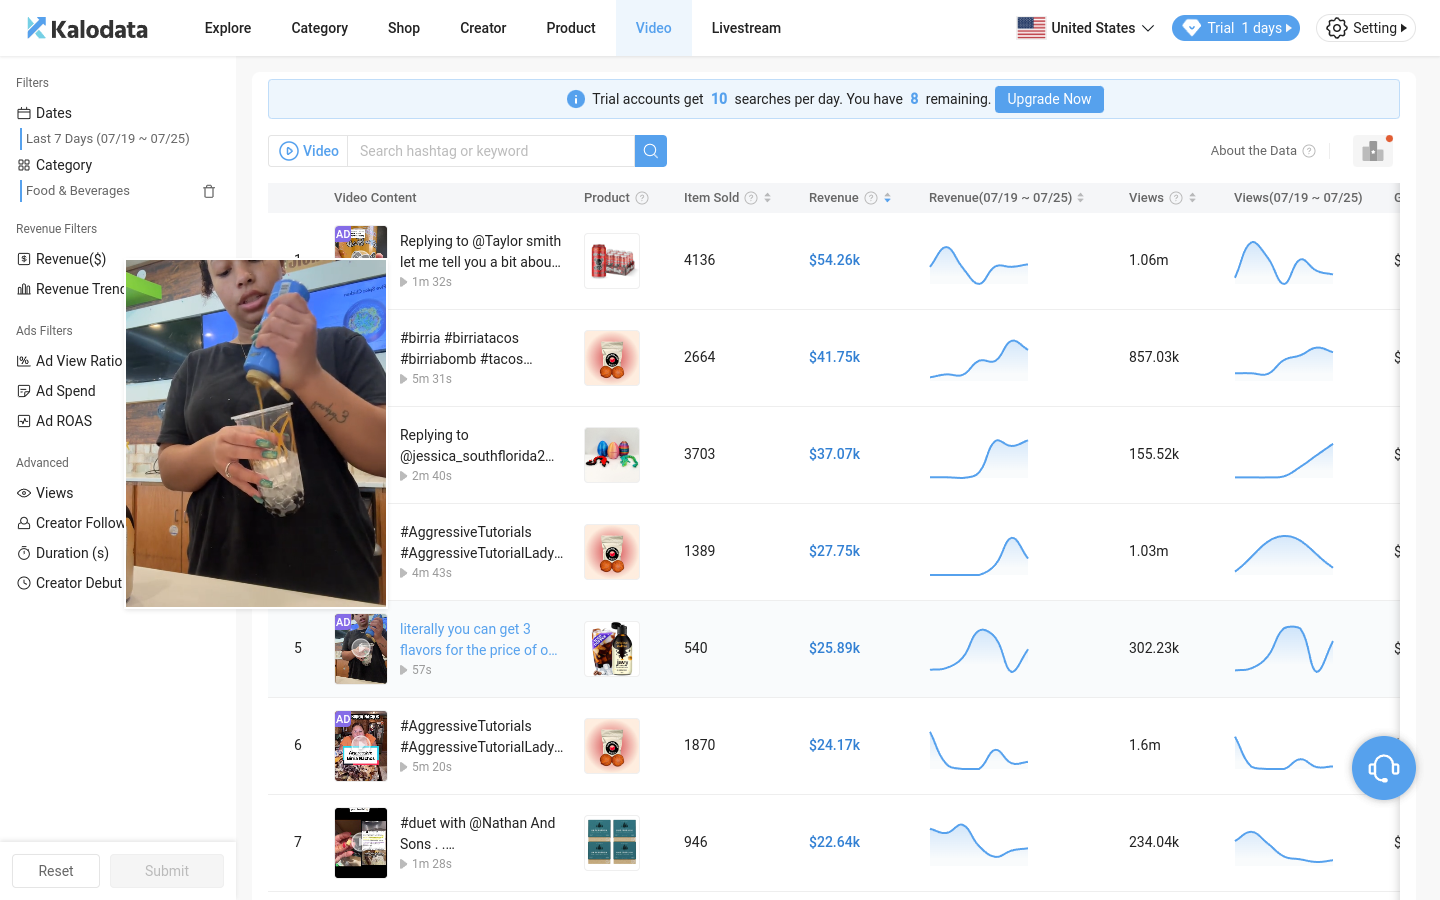 Kalodata
Explore
Category
Shop
Creator
Product
Video
Livestream
United States
Trial 1 days
Setting
Filters
Dates
Last 7 Days (07/19 ~ 07/25)
Category
Food & Beverages
Revenue Filters
Revenue($)
Revenue Trend
Ads Filters
Ad View Ratio
Ad Spend
Ad ROAS
Advanced
Views
Creator Follow
Duration (s)
Creator Debut
Reset
Submit
Trial accounts get 10 searches per day. You have 8 remaining.
Upgrade Now
Video
Search hashtag or keyword
About the Data
Video Content
Product
Item Sold
Revenue
Revenue(07/19 ~ 07/25)
Views
Views(07/19 ~ 07/25)
AD
Replying to @Taylor smith
let me tell you a bit abou...
1m 32s
4136
$54.26k
1.06m
$
#birria #birriatacos
#birriabomb #tacos...
5m 31s
2664
$41.75k
857.03k
$
Replying to
@jessica_southflorida2...
2m 40s
3703
$37.07k
155.52k
$
#AggressiveTutorials
#AggressiveTutorialLady...
4m 43s
1389
$27.75k
1.03m
$
5
AD
literally you can get 3
flavors for the price of o...
57s
540
$25.89k
302.23k
$
6
AD
#AggressiveTutorials
#AggressiveTutorialLady...
5m 20s
1870
$24.17k
1.6m
7
#duet with @Nathan And
Sons . ....
1m 28s
946
$22.64k
234.04k
$